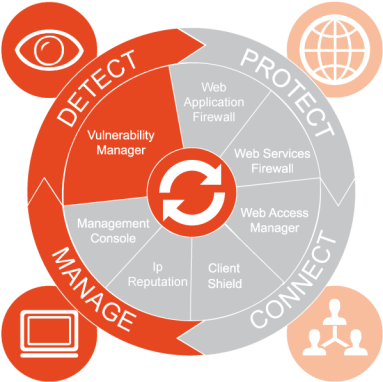 DETECT
PROTECT
Web
Application
Firewall
Vulnerability
Manager
Web Services
Firewall
Web Access
Manager
Management
Console
Ip
Reputation
Client
Shield
MANAGE
CONNECT